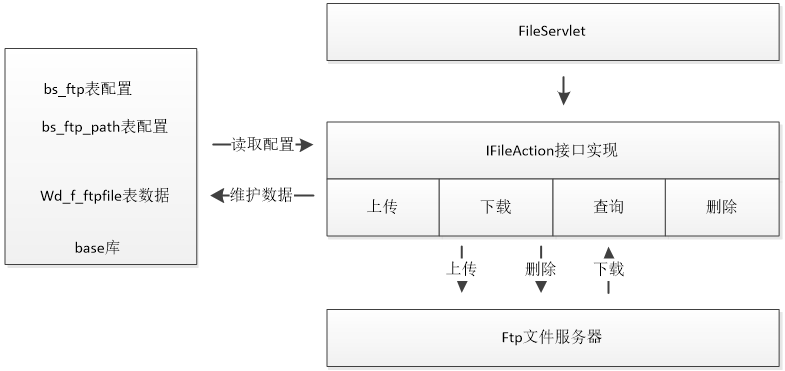 FileServlet
bs_ftp表配置
bs_ftp_path表配置
Wd_f_ftpfile表数据
base库
读取配置
维护数据
IFileAction接口实现
上传
下载
查询
删除
上传
删除
下载
Ftp文件服务器